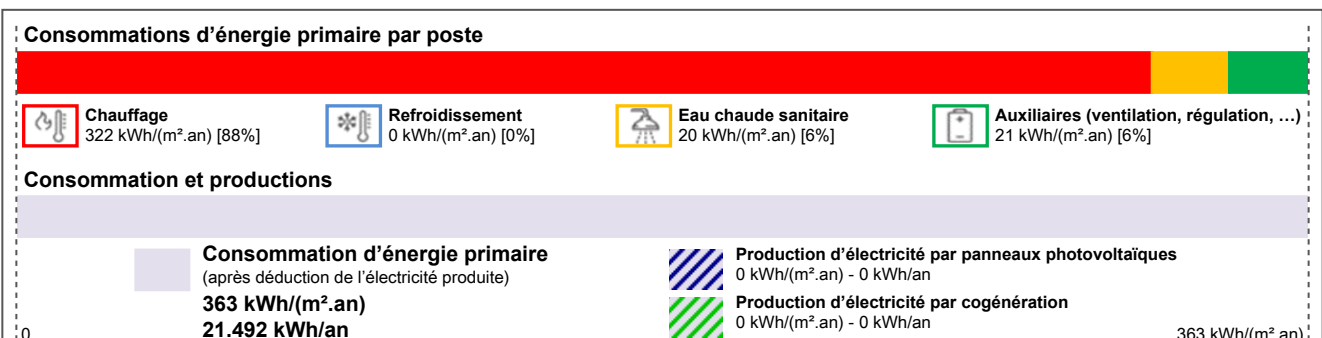 Consommations d’énergie primaire par poste
Chauffage
322 kWh/(m².an) [88%]
Refroidissement
0 kWh/(m².an) [0%]
Eau chaude sanitaire
20 kWh/(m².an) [6%]
Auxiliaires (ventilation, régulation, …)
21 kWh/(m².an) [6%]
Consommation et productions
Consommation d’énergie primaire
(après déduction de l’électricité produite)
363 kWh/(m².an)
21.492 kWh/an
Production d’électricité par panneaux photovoltaïques
0 kWh/(m².an) - 0 kWh/an
Production d’électricité par cogénération
0 kWh/(m².an) - 0 kWh/an
0
363 kWh/(m².an)